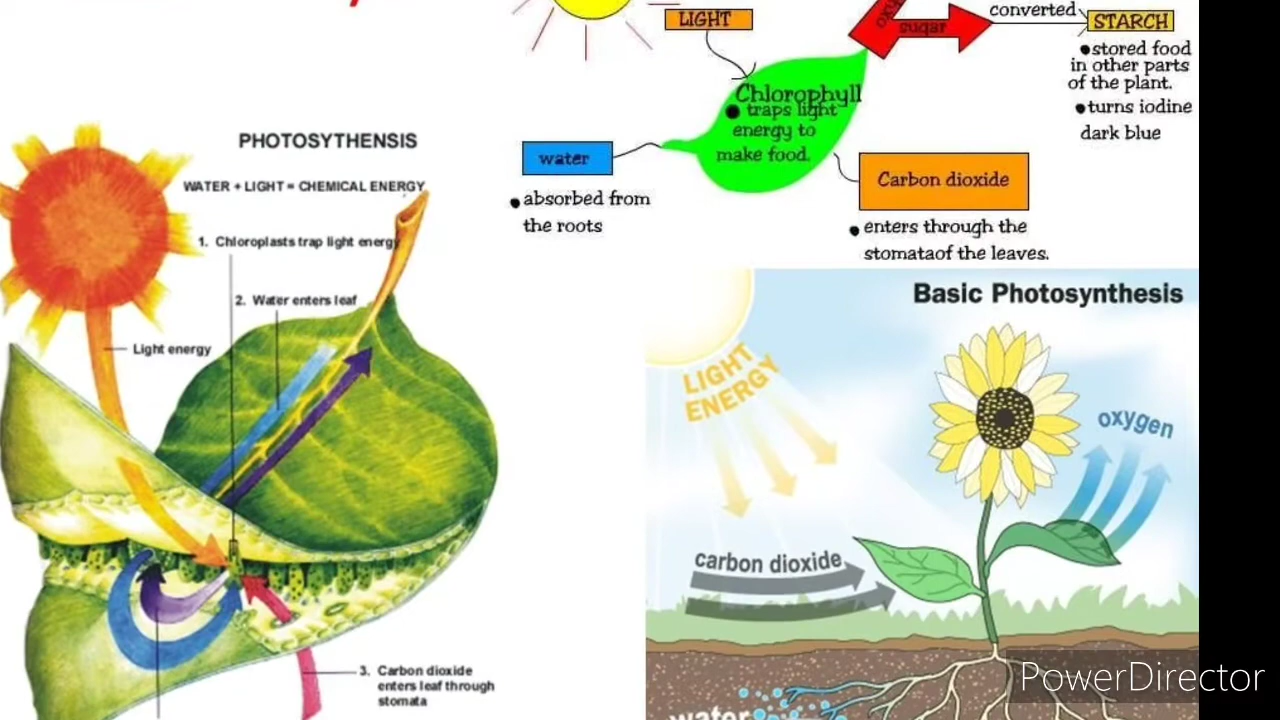 LIGHT
sugar
converted
STARCH
stored food
in other parts
of the plant.
turns iodine
dark blue
Chlorophyll
traps light
energy to
make food.
water
absorbed from
the roots
Carbon dioxide
enters through the
stomataof the leaves.
PHOTOSYTHENSIS
WATER + LIGHT = CHEMICAL ENERGY
1. Chloroplasts trap light energy
2. Water enters leaf
Light energy
3. Carbon dioxide
enters leaf through
stomata
Basic Photosynthesis
LIGHT
ENERGY
oxygen
carbon dioxide
water
PowerDirector